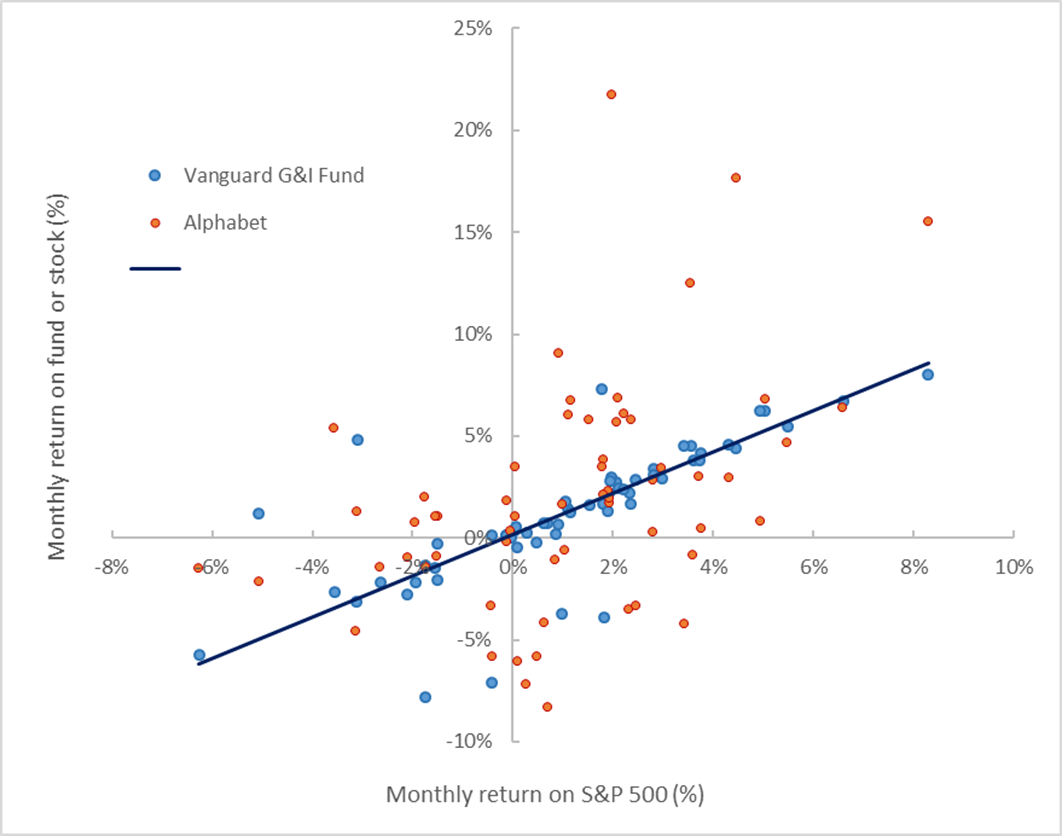 25%
20%
Vanguard G&I Fund
Alphabet
15%
10%
5%
0%
-8% -6% -4% -2% 0% 2% 4% 6% 8% 10%
-5%
-10%
Monthly return on fund or stock (%)
Monthly return on S&P 500 (%)